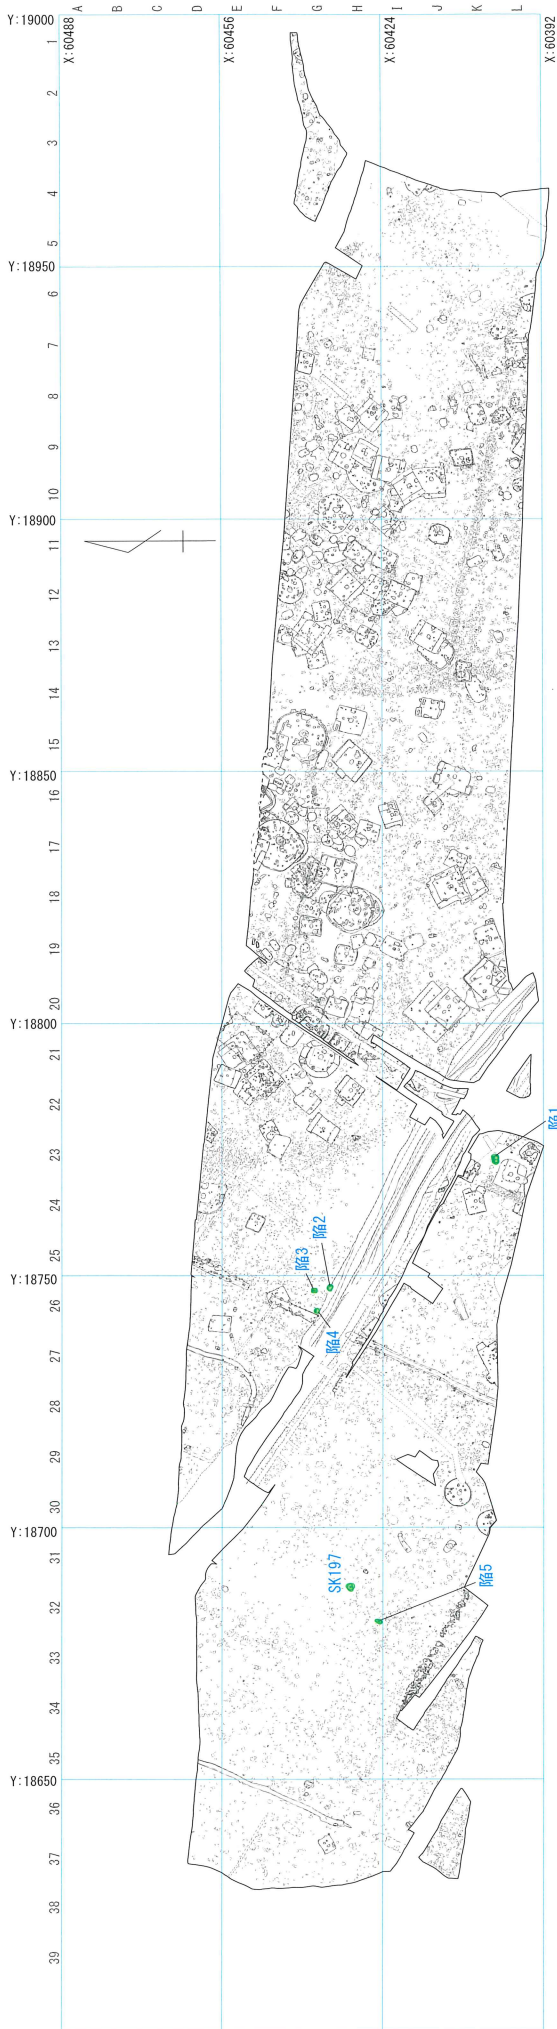 Y:19000
X:60488
A
B
C
D
X:60456
E
F
G
H
X:60424
I
J
K
L
X:60392
1
2
3
4
5
Y:18950
6
7
8
9
10
Y:18900
11
12
13
14
15
Y:18850
16
17
18
19
20
Y:18800
21
22
23
24
25
Y:18750
26
27
28
29
30
Y:18700
31
32
33
34
35
Y:18650
36
37
38
39
陥1
陥2
陥3
陥4
SK197
陥5